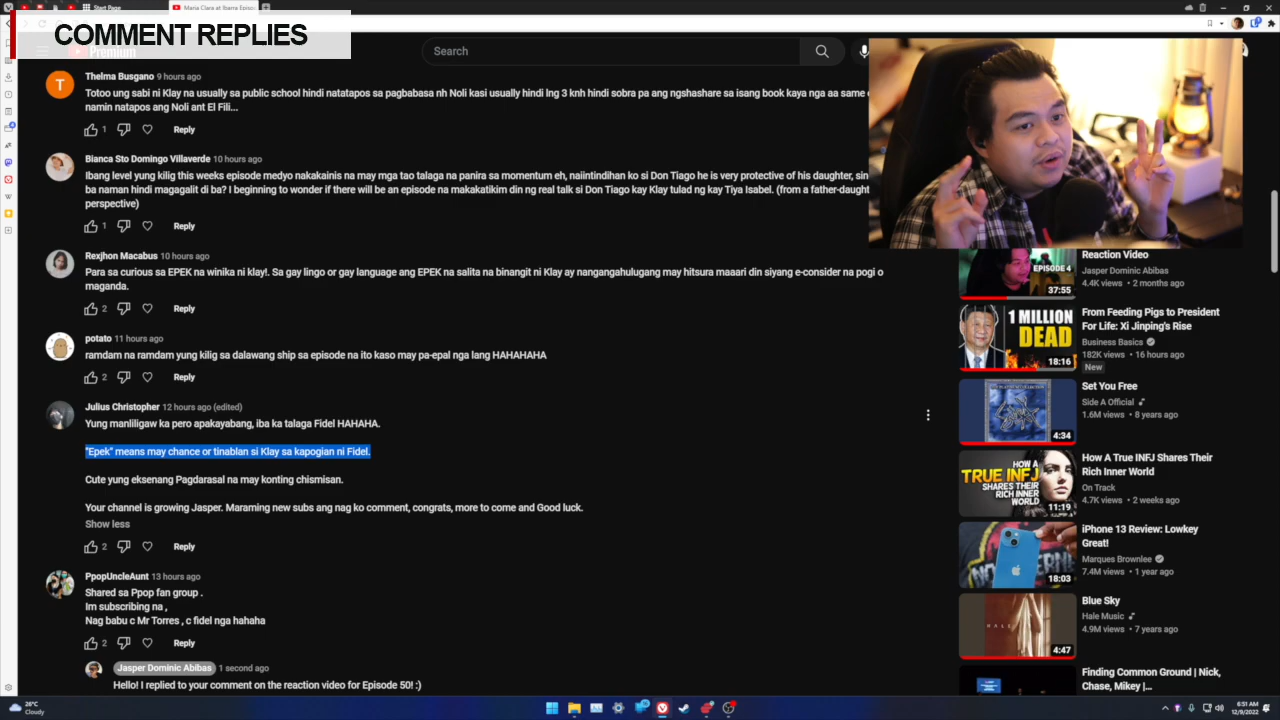 Start Page
Maria Clara at Ibarra Episo
COMMENT REPLIES
Premium
Search
Thelma Busgano 9 hours ago
Totoo ung sabi ni Klay na usually sa public school hindi natatapos sa pagbabasa nh Noli kasi usually hindi lng 3 knh hindi sobra pa ang ngshashare sa isang book kaya nga aa same
namin natapos ang Noli ant El Fili...
1
Reply
Bianca Sto Domingo Villaverde 10 hours ago
Ibang level yung kilig this weeks episode medyo nakakainis na may mga tao talaga na panira sa momentum eh, naiintindihan ko si Don Tiago he is very protective of his daughter, sin
ba naman hindi magagalit di ba? I beginning to wonder if there will be an episode na makakatikim din ng real talk si Don Tiago kay Klay tulad ng kay Tiya Isabel. (from a father-daught
perspective)
1
Reply
Rexjhon Macabus 10 hours ago
Para sa curious sa EPEK na winika ni klay!. Sa gay lingo or gay language ang EPEK na salita na binangit ni Klay ay nangangahulugang may hitsura maaari din siyang e-consider na pogi o
maganda.
2
Reply
potato 11 hours ago
ramdam na ramdam yung kilig sa dalawang ship sa episode na ito kaso may pa-epal nga lang HAHAHAHA
2
Reply
Julius Christopher 12 hours ago (edited)
Yung manliligaw ka pero apakayabang, iba ka talaga Fidel HAHAHA.
"Epek" means may chance or tinablan si Klay sa kapogian ni Fidel.
Cute yung eksenang Pagdarasal na may konting chismisan.
Your channel is growing Jasper. Maraming new subs ang nag ko comment, congrats, more to come and Good luck.
Show less
2
Reply
PpopUncleAunt 13 hours ago
Shared sa Ppop fan group .
Im subscribing na ,
Nag babu c Mr Torres , c fidel nga hahaha
2
Reply
Jasper Dominic Abibas 1 second ago
Hello! I replied to your comment on the reaction video for Episode 50! :)
EPISODE 4
37:55
Reaction Video
Jasper Dominic Abibas
4.4K views • 2 months ago
1 MILLION
DEAD
18:16
From Feeding Pigs to President
For Life: Xi Jinping's Rise
Business Basics
182K views • 16 hours ago
New
4:34
Set You Free
Side A Official
1.6M views • 8 years ago
HOW A
TRUE INFJ
SHARES THEIR
RICH INNER
WORLD
11:19
How A True INFJ Shares Their
Rich Inner World
On Track
4.7K views • 2 weeks ago
18:03
iPhone 13 Review: Lowkey
Great!
Marques Brownlee
7.4M views • 1 year ago
HALE
4:47
Blue Sky
Hale Music
4.9M views • 7 years ago
Finding Common Ground | Nick,
Chase, Mikey |...
26°C
Cloudy
6:51 AM
12/9/2022